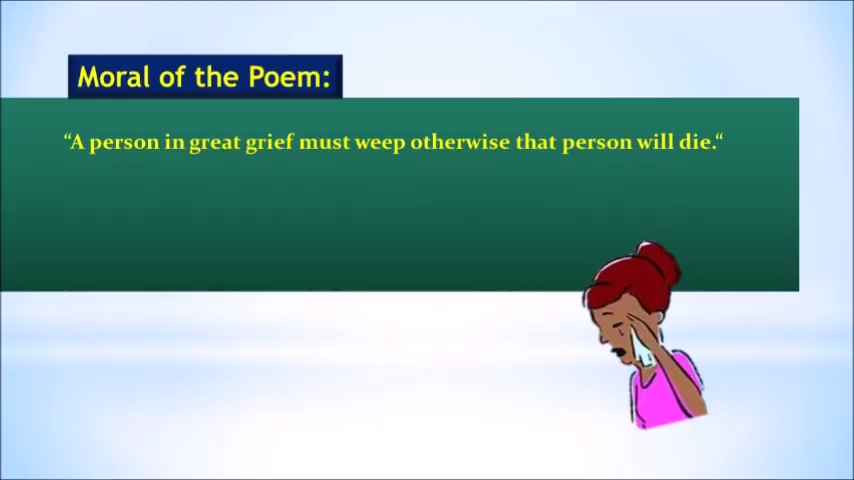 Moral of the Poem:
“A person in great grief must weep otherwise that person will die.“